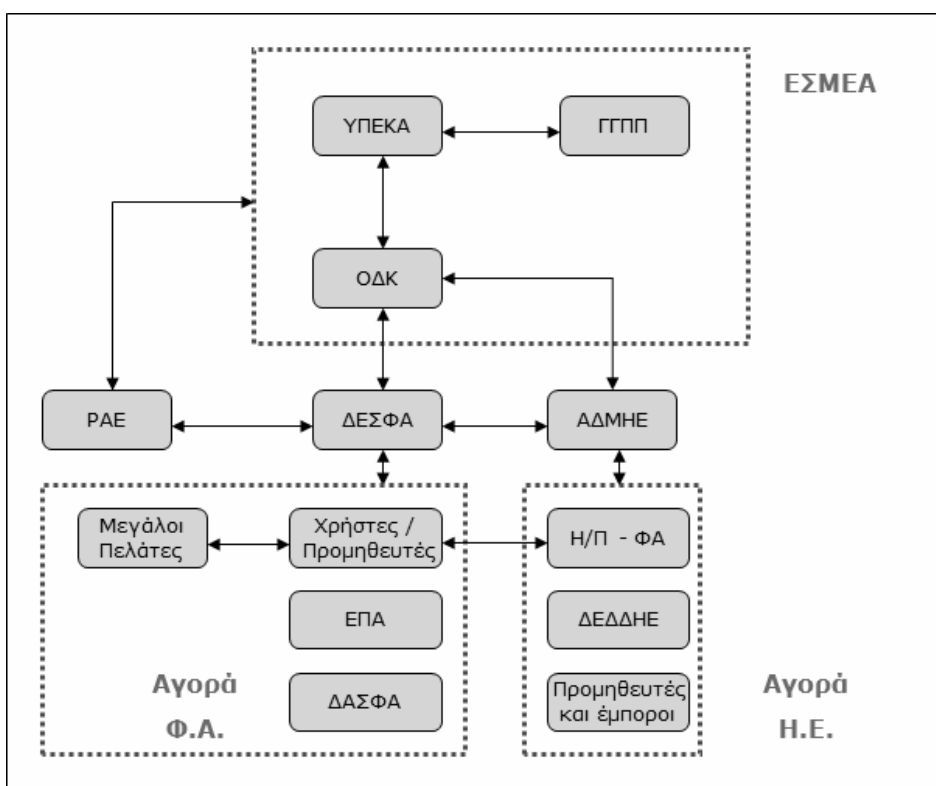 ΕΣΜΕΑ
ΥΠΕΚΑ
ΓΓΠΠ
ΟΔΚ
ΡΑΕ
ΔΕΣΦΑ
ΑΔΜΗΕ
Μεγάλοι
Πελάτες
Χρήστες /
Προμηθευτές
Η/Π - ΦΑ
ΕΠΑ
ΔΕΔΔΗΕ
ΔΑΣΦΑ
Προμηθευτές
και έμποροι
Αγορά
Φ.Α.
Αγορά
Η.Ε.